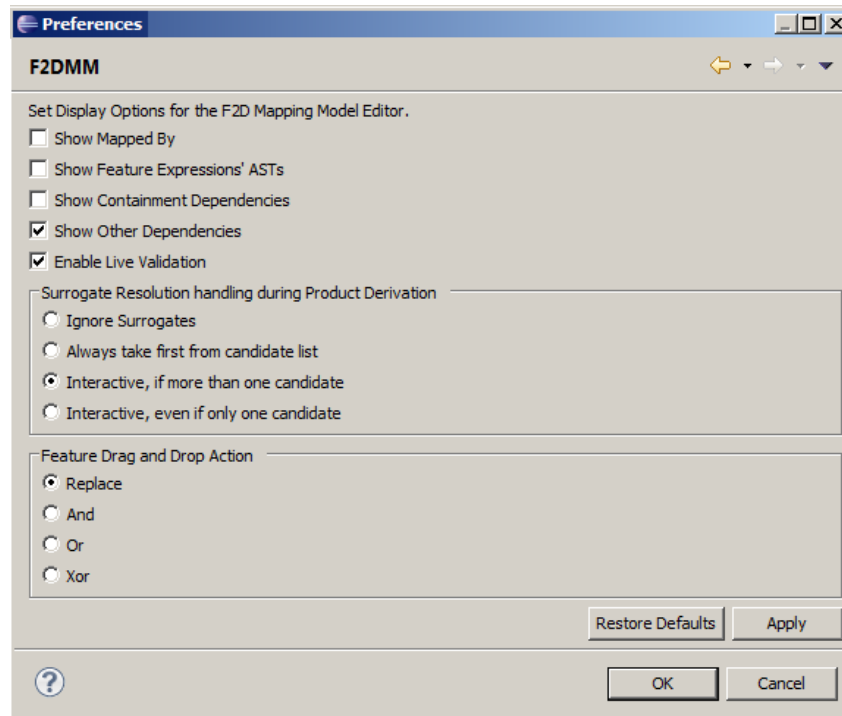 Preferences
F2DMM
Set Display Options for the F2D Mapping Model Editor.
Show Mapped By
Show Feature Expressions' ASTs
Show Containment Dependencies
Show Other Dependencies
Enable Live Validation
Surrogate Resolution handling during Product Derivation
Ignore Surrogates
Always take first from candidate list
Interactive, if more than one candidate
Interactive, even if only one candidate
Feature Drag and Drop Action
Replace
And
Or
Xor
Restore Defaults Apply
? OK Cancel